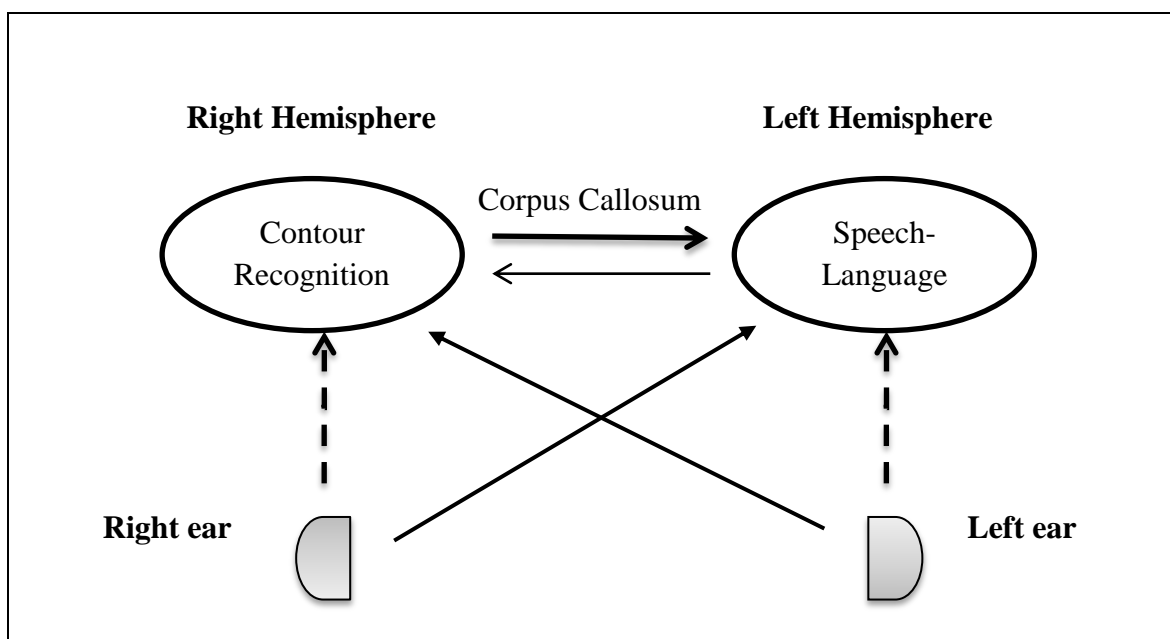 Right Hemisphere
Left Hemisphere
Corpus Callosum
Contour
Recognition
Speech-
Language
Right ear
Left ear